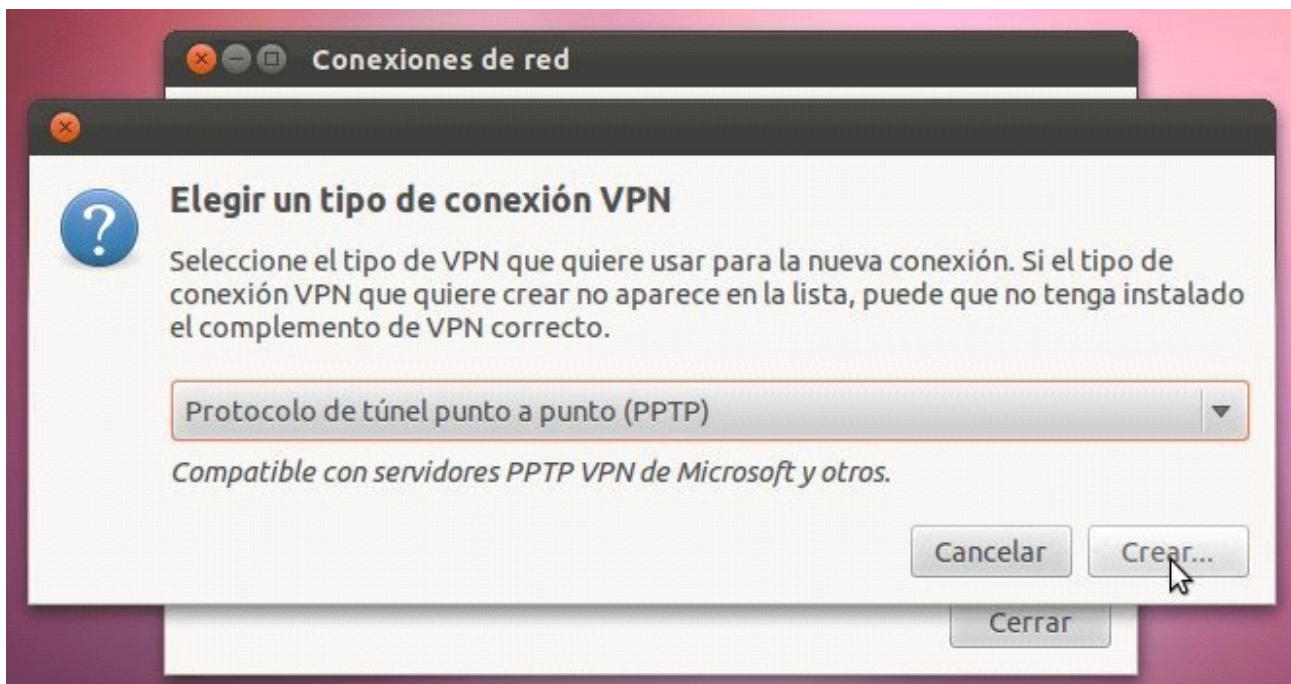 Conexiones de red
Elegir un tipo de conexión VPN
Seleccione el tipo de VPN que quiere usar para la nueva conexión. Si el tipo de
conexión VPN que quiere crear no aparece en la lista, puede que no tenga instalado
el complemento de VPN correcto.
Protocolo de túnel punto a punto (PPTP)
Compatible con servidores PPTP VPN de Microsoft y otros.
Cancelar Crear...
Cerrar